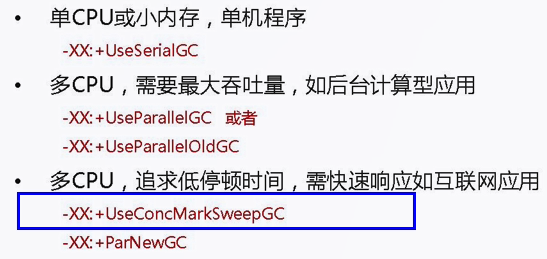 • 单CPU或小内存，单机程序
-XX:+UseSerialGC
• 多CPU，需要最大吞吐量，如后台计算型应用
-XX:+UseParallelGC 或者
-XX:+UseParallelOldGC
• 多CPU，追求低停顿时间，需快速响应如互联网应用
-XX:+UseConcMarkSweepGC
-XX:+ParNewGC